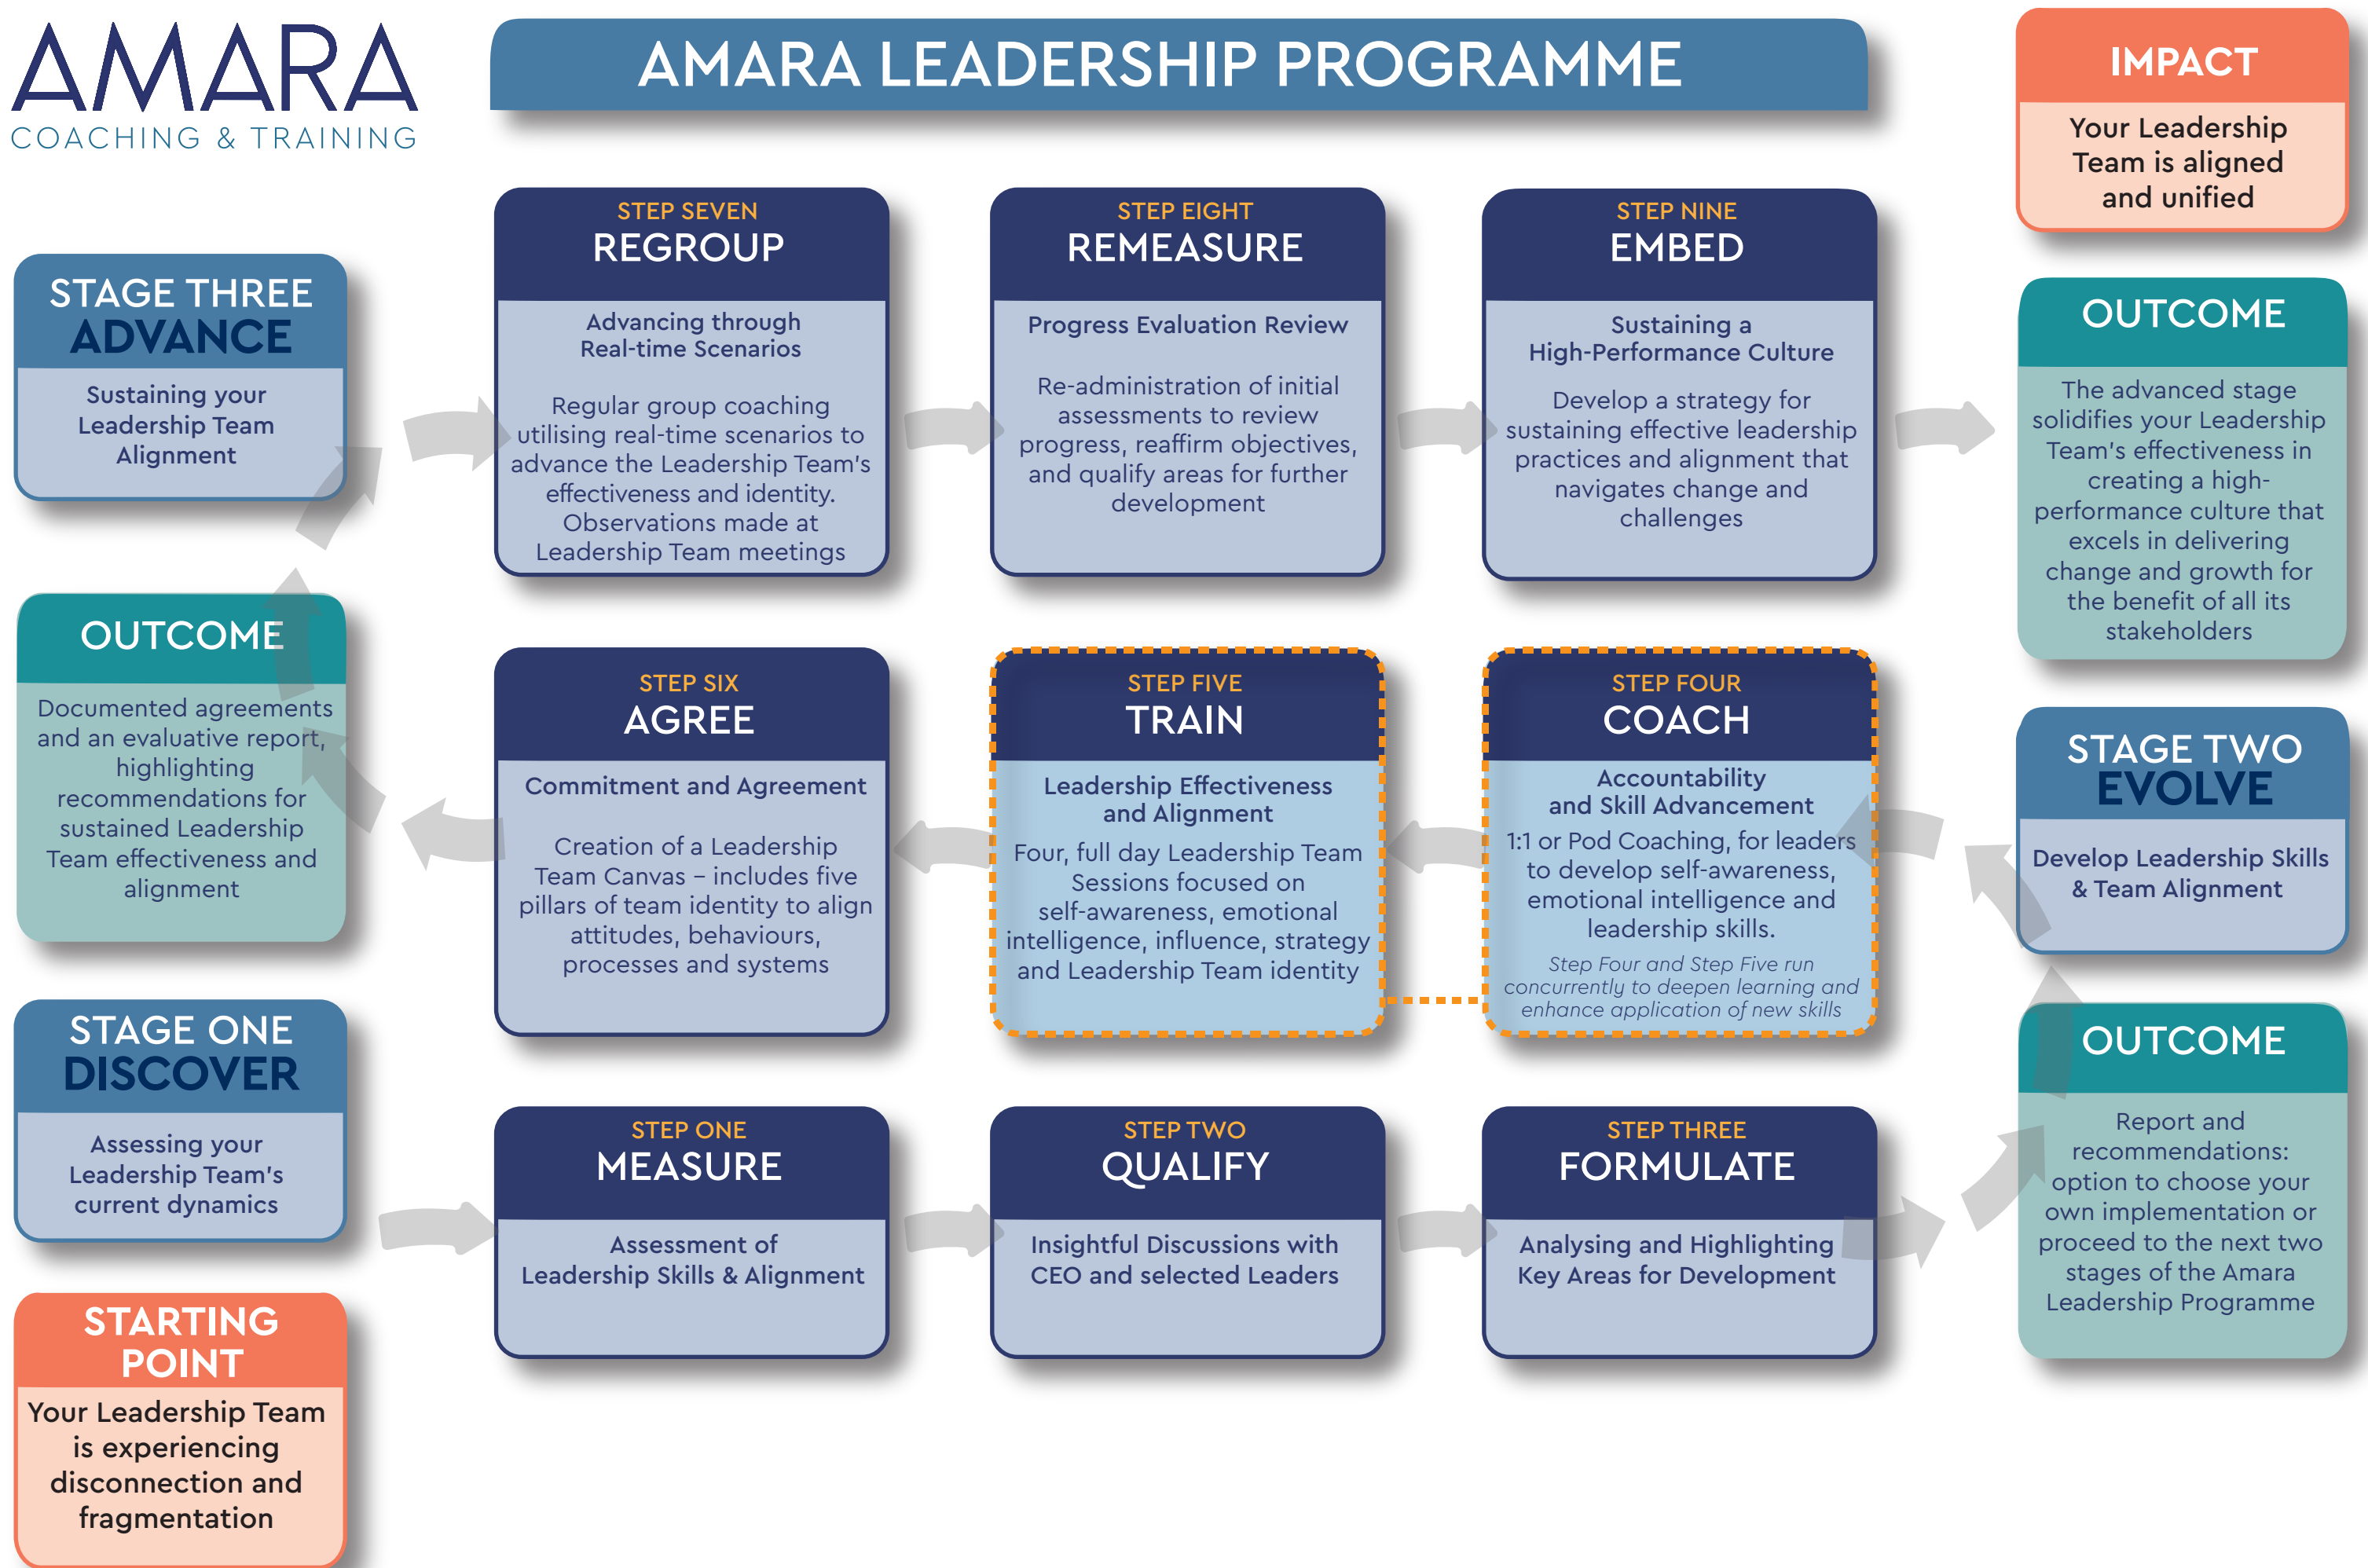 AMARA
COACHING & TRAINING
AMARA LEADERSHIP PROGRAMME
IMPACT
Your Leadership
Team is aligned
and unified
STAGE THREE
ADVANCE
Sustaining your
Leadership Team
Alignment
STEP SEVEN
REGROUP
Advancing through
Real-time Scenarios
Regular group coaching
utilising real-time scenarios to
advance the Leadership Team's
effectiveness and identity.
Observations made at
Leadership Team meetings
STEP EIGHT
REMEASURE
Progress Evaluation Review
Re-administration of initial
assessments to review
progress, reaffirm objectives,
and qualify areas for further
development
STEP NINE
EMBED
Sustaining a
High-Performance Culture
Develop a strategy for
sustaining effective leadership
practices and alignment that
navigates change and
challenges
OUTCOME
The advanced stage
solidifies your Leadership
Team's effectiveness in
creating a high-
performance culture that
excels in delivering
change and growth for
the benefit of all its
stakeholders
OUTCOME
Documented agreements
and an evaluative report,
highlighting
recommendations for
sustained Leadership
Team effectiveness and
alignment
STEP SIX
AGREE
Commitment and Agreement
Creation of a Leadership
Team Canvas – includes five
pillars of team identity to align
attitudes, behaviours,
processes and systems
STEP FIVE
TRAIN
Leadership Effectiveness
and Alignment
Four, full day Leadership Team
Sessions focused on
self-awareness, emotional
intelligence, influence, strategy
and Leadership Team identity
STEP FOUR
COACH
Accountability
and Skill Advancement
1:1 or Pod Coaching, for leaders
to develop self-awareness,
emotional intelligence and
leadership skills.
Step Four and Step Five run
concurrently to deepen learning and
enhance application of new skills
STAGE TWO
EVOLVE
Develop Leadership Skills
& Team Alignment
STAGE ONE
DISCOVER
Assessing your
Leadership Team's
current dynamics
STEP ONE
MEASURE
Assessment of
Leadership Skills & Alignment
STEP TWO
QUALIFY
Insightful Discussions with
CEO and selected Leaders
STEP THREE
FORMULATE
Analysing and Highlighting
Key Areas for Development
OUTCOME
Report and
recommendations:
option to choose your
own implementation or
proceed to the next two
stages of the Amara
Leadership Programme
STARTING
POINT
Your Leadership Team
is experiencing
disconnection and
fragmentation